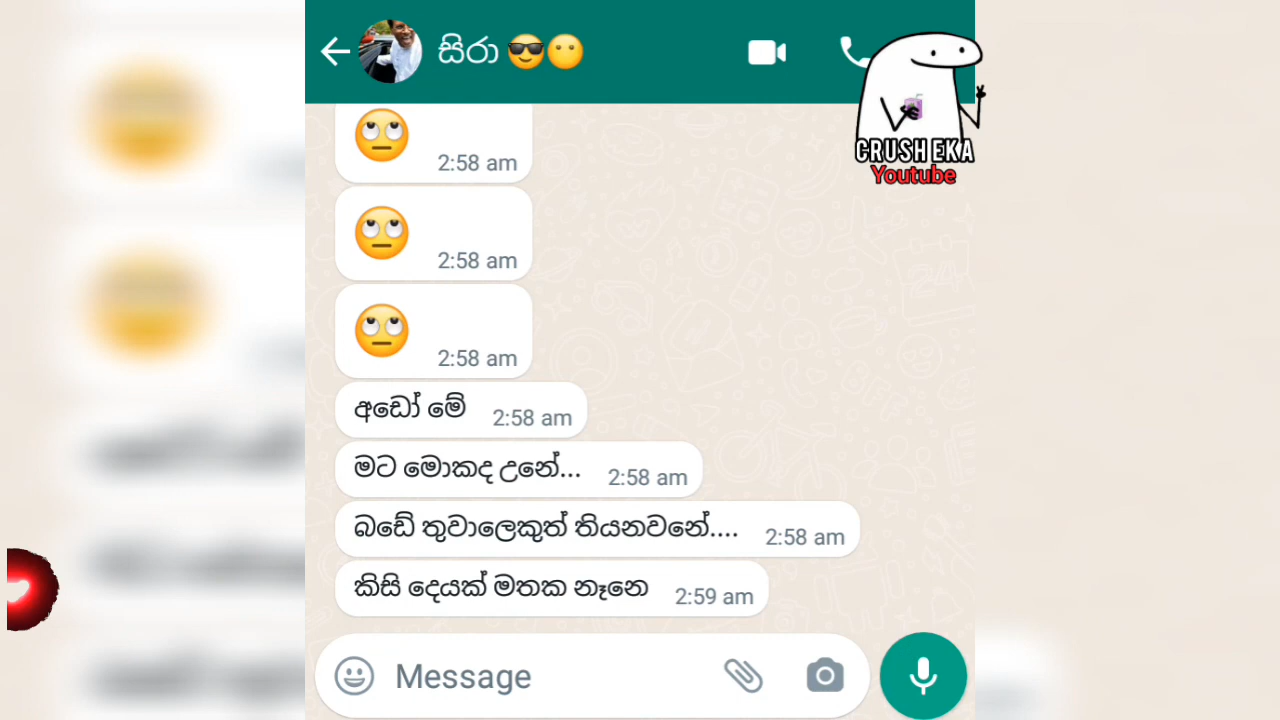 සිරා 😎😶
CRUSH EKA
Youtube
🙄 2:58 am
🙄 2:58 am
🙄 2:58 am
අඩෝ මේ 2:58 am
මට මොකද උනේ... 2:58 am
බඩේ තුවාලෙකුත් තියනවනේ.... 2:58 am
කිසි දෙයක් මතක නෑනෙ 2:59 am
Message